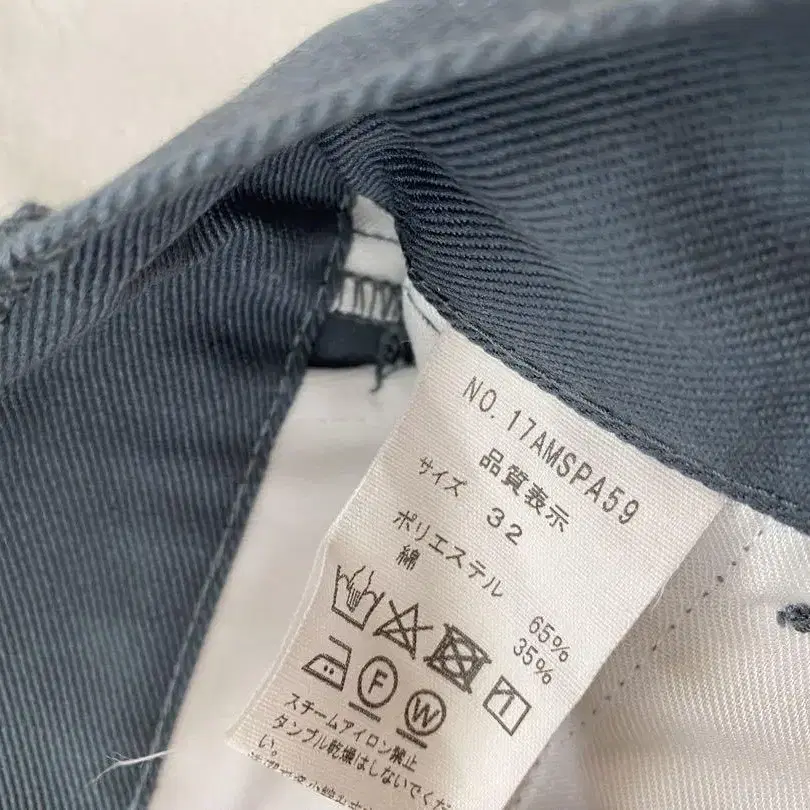 NO. 17AMSPA59
品質表示
サイズ 32
ポリエステル 65%
綿 35%
F
W
スチームアイロン禁止
タンブル乾燥はしないでくだ
い。